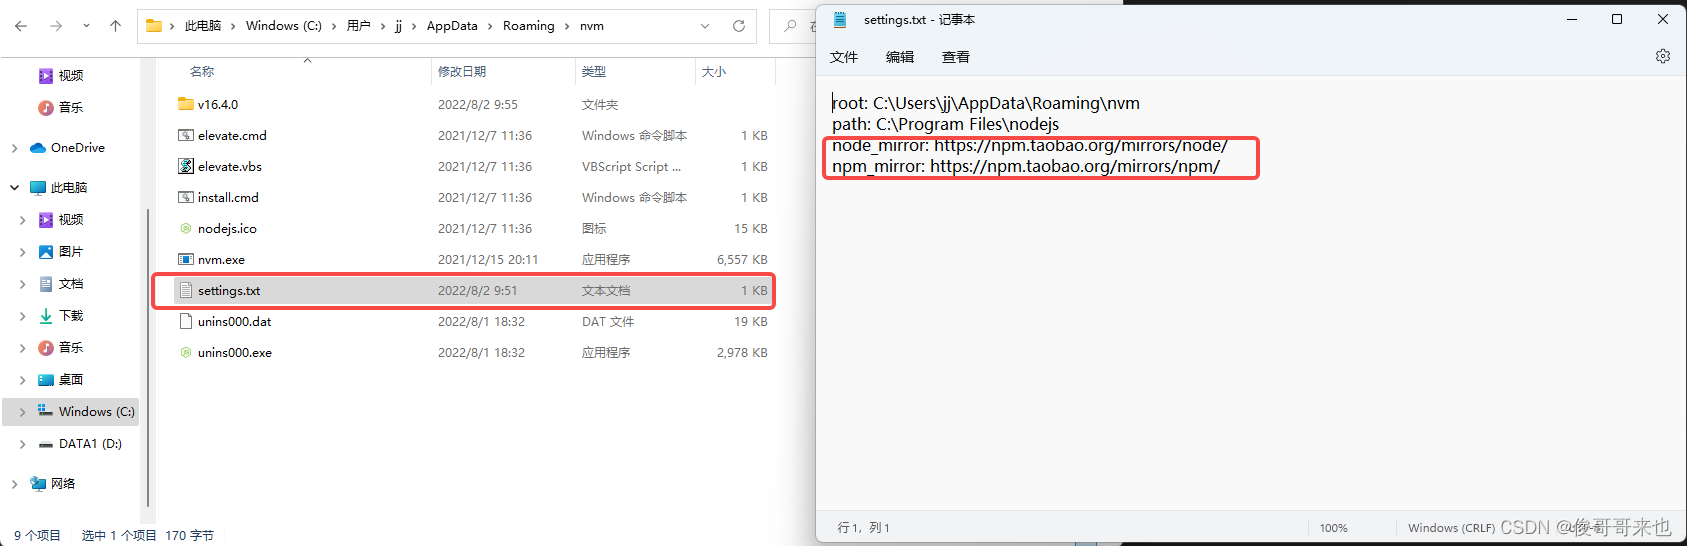 此电脑 > Windows (C:) > 用户 > jj > AppData > Roaming > nvm
名称 修改日期 类型 大小
v16.4.0 2022/8/2 9:55 文件夹
elevate.cmd 2021/12/7 11:36 Windows 命令脚本 1 KB
elevate.vbs 2021/12/7 11:36 VBScript Script ... 1 KB
install.cmd 2021/12/7 11:36 Windows 命令脚本 1 KB
nodejs.ico 2021/12/7 11:36 图标 15 KB
nvm.exe 2021/12/15 20:11 应用程序 6,557 KB
settings.txt 2022/8/2 9:51 文本文档 1 KB
unins000.dat 2022/8/1 18:32 DAT 文件 19 KB
unins000.exe 2022/8/1 18:32 应用程序 2,978 KB
视频
音乐
OneDrive
此电脑
视频
图片
文档
下载
音乐
桌面
Windows (C:)
DATA1 (D:)
网络
9 个项目 选中 1 个项目 170 字节
settings.txt - 记事本
文件 编辑 查看
root: C:\Users\jj\AppData\Roaming\nvm
path: C:\Program Files\nodejs
node_mirror: https://npm.taobao.org/mirrors/node/
npm_mirror: https://npm.taobao.org/mirrors/npm/
行 1, 列 1 100% Windows (CRLF)
CSDN @俊哥哥来也